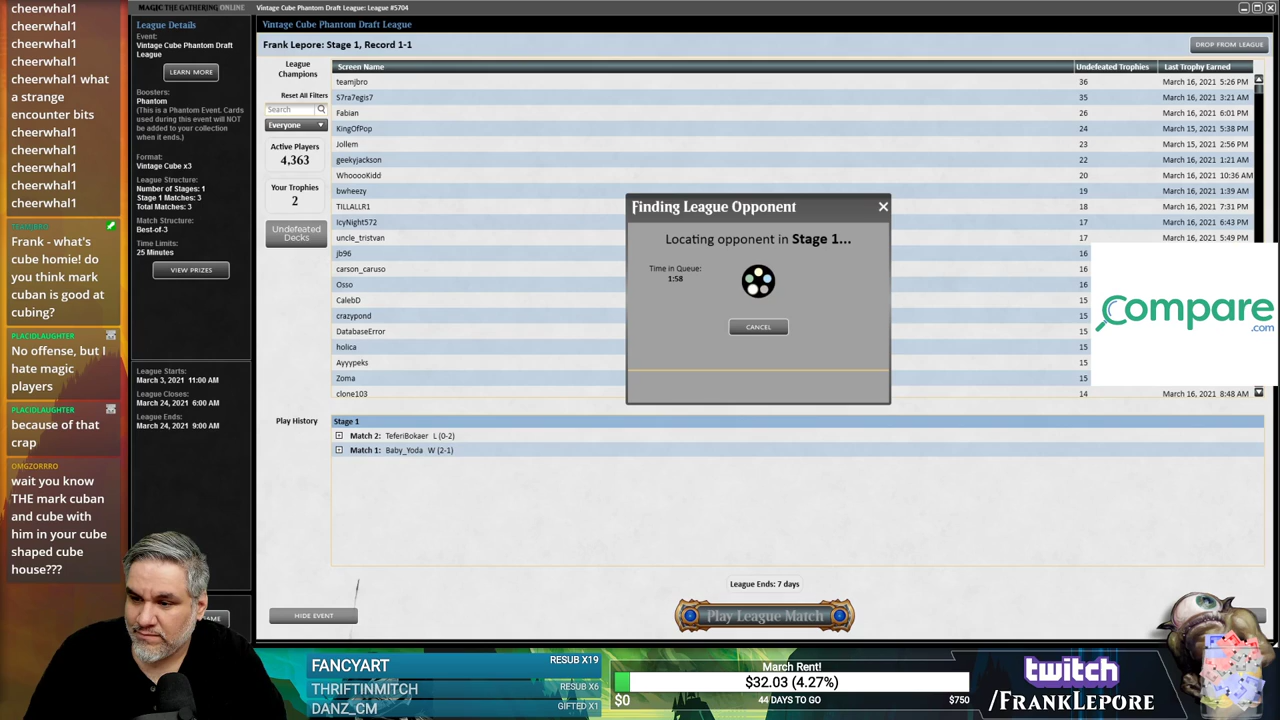 cheerwhal1
cheerwhal1
cheerwhal1
cheerwhal1
cheerwhal1 what
a strange
encounter bits
cheerwhal1
cheerwhal1
cheerwhal1
cheerwhal1
cheerwhal1
Frank - what's
cube homie! do
you think mark
cuban is good at
cubing?
PLACIDLAUGHTER
No offense, but I
hate magic
players
PLACIDLAUGHTER
because of that
crap
OMGZORRRO
wait you know
THE mark cuban
and cube with
him in your cube
shaped cube
house???
MAGIC THE GATHERING ONLINE
Vintage Cube Phantom Draft League: League #5704
League Details
Event:
Vintage Cube Phantom Draft
League
LEARN MORE
Boosters:
Phantom
(This is a Phantom Event. Cards
used during this event will NOT
be added to your collection
when it ends.)
Format:
Vintage Cube x3
League Structure:
Number of Stages: 1
Stage 1 Matches: 3
Total Matches: 3
Match Structure:
Best-of-3
Time Limits:
25 Minutes
VIEW PRIZES
League Starts:
March 3, 2021 11:00 AM
League Closes:
March 24, 2021 6:00 AM
League Ends:
March 24, 2021 9:00 AM
Vintage Cube Phantom Draft League
Frank Lepore: Stage 1, Record 1-1
DROP FROM LEAGUE
League
Champions
Reset All Filters
Search
Everyone
Active Players
4,363
Your Trophies
2
Undefeated
Decks
Screen Name Undefeated Trophies Last Trophy Earned
teamjbro 36 March 16, 2021 5:26 PM
S7ra7egis7 35 March 16, 2021 3:21 AM
Fabian 26 March 16, 2021 6:01 PM
KingOfPop 24 March 15, 2021 5:38 PM
Jollem 23 March 15, 2021 2:56 PM
geekyjackson 22 March 16, 2021 1:21 AM
WhooooKidd 20 March 16, 2021 10:36 AM
bwheezy 19 March 16, 2021 1:39 AM
TILLALLR1 18 March 16, 2021 7:31 PM
IcyNight572 17 March 16, 2021 6:43 PM
uncle_tristvan 17 March 16, 2021 5:49 PM
jb96 16
carson_caruso 16
Osso 16
CalebD 15
crazypond 15
DatabaseError 15
holica 15
Ayyypeks 15
Zoma 15
clone103 14 March 16, 2021 8:48 AM
Finding League Opponent
Locating opponent in Stage 1...
Time in Queue:
1:58
CANCEL
Compare
.com
Play History
Stage 1
Match 2: TeferiBokaer L (0-2)
Match 1: Baby_Yoda W (2-1)
League Ends: 7 days
HIDE EVENT
Play League Match
FANCYART RESUB X19
THRIFTINMITCH RESUB X6
DANZ_CM GIFTED X1
March Rent!
$32.03 (4.27%)
$0 44 DAYS TO GO $750
twitch
/FRANKLEPORE